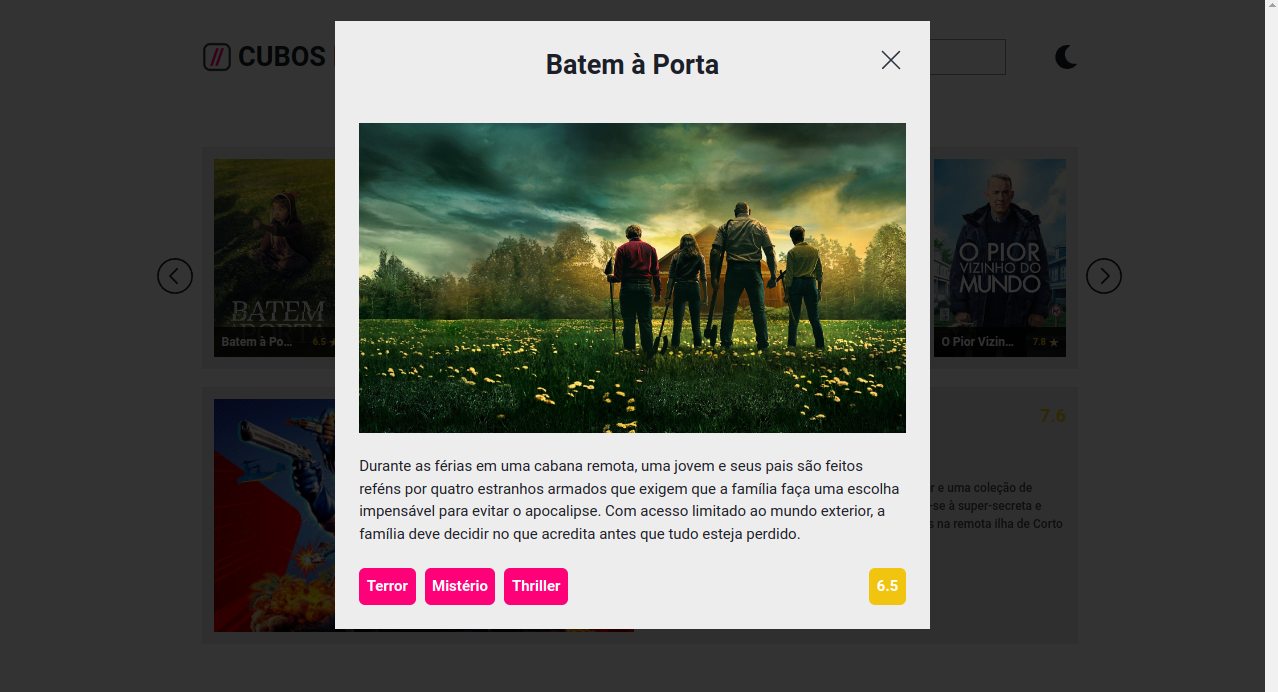 CUBOS
Batem à Porta
BATEM
Batem à Po... 6.5 ★
O PIOR
VIZINHO DO
MUNDO
O Pior Vizin... 7.8 ★
7.6
Durante as férias em uma cabana remota, uma jovem e seus pais são feitos
reféns por quatro estranhos armados que exigem que a família faça uma escolha
impensável para evitar o apocalipse. Com acesso limitado ao mundo exterior, a
família deve decidir no que acredita antes que tudo esteja perdido.
e uma coleção de
-se à super-secreta e
na remota ilha de Corto
Terror Mistério Thriller 6.5